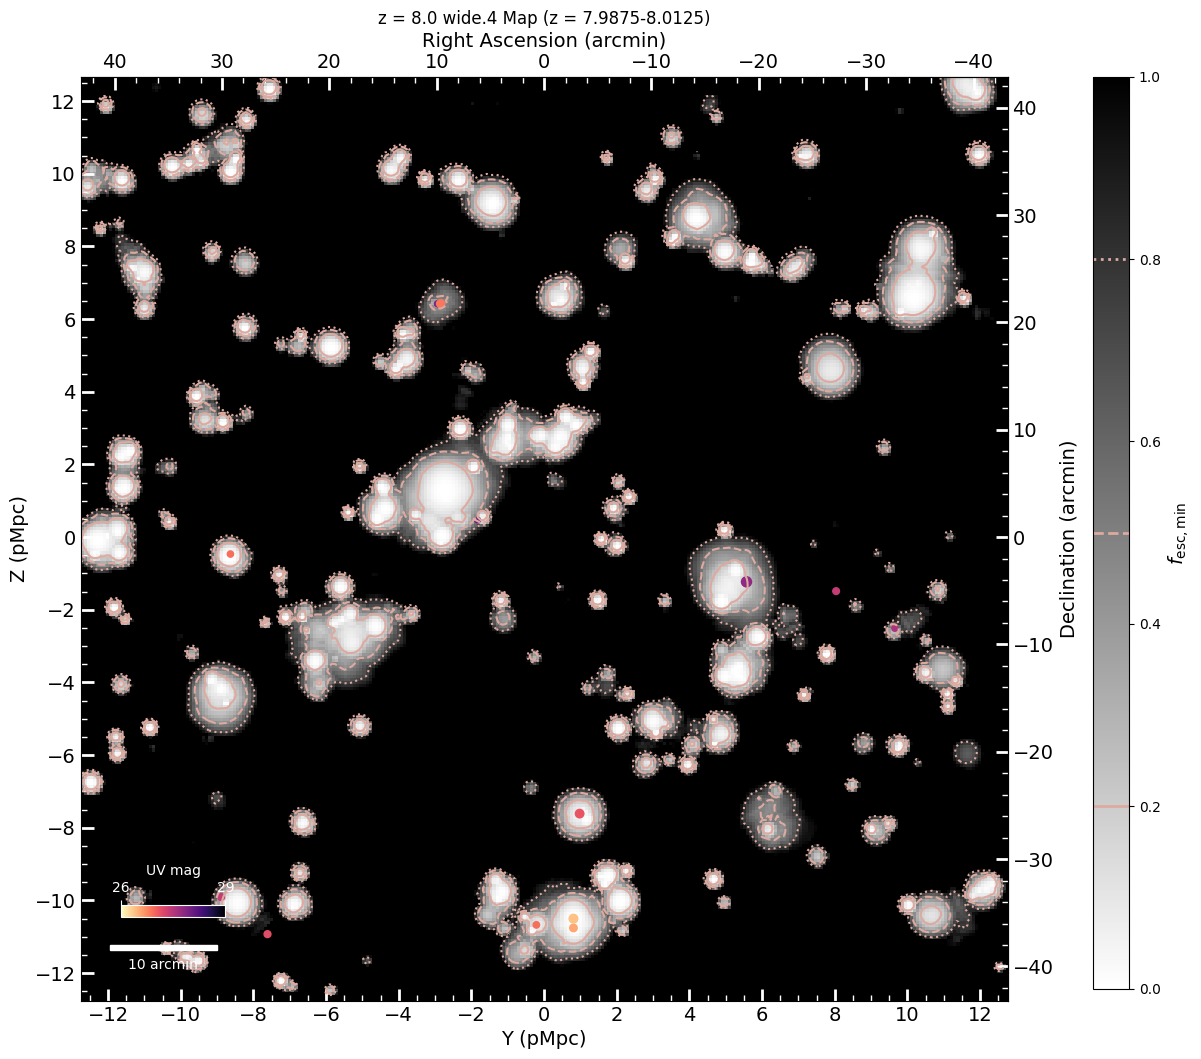 z = 8.0 wide.4 Map (z = 7.9875-8.0125)
Right Ascension (arcmin)
40 30 20 10 0 −10 −20 −30 −40
12
10
8
6
4
2
0
−2
−4
−6
−8
−10
−12
Z (pMpc)
40
30
20
10
0
−10
−20
−30
−40
Declination (arcmin)
UV mag
26 29
10 arcmin
−12 −10 −8 −6 −4 −2 0 2 4 6 8 10 12
Y (pMpc)
1.0
0.8
0.6
0.4
0.2
0.0
fesc,min